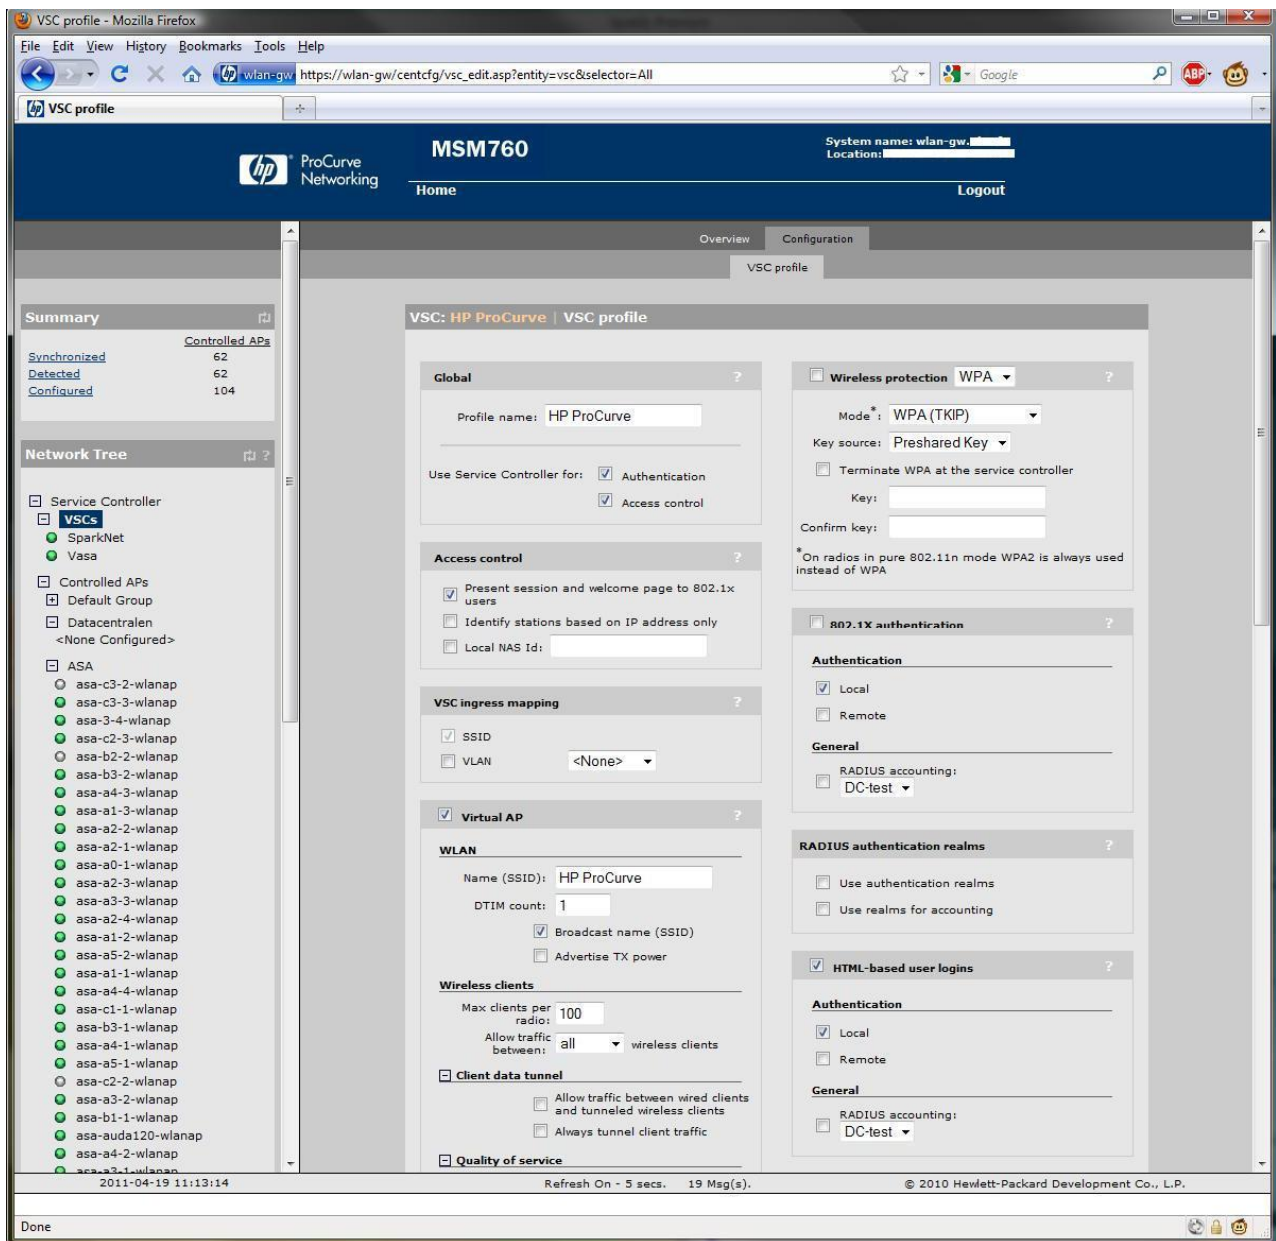 VSC profile - Mozilla Firefox
File Edit View History Bookmarks Tools Help
wlan-gw https://wlan-gw/centcfg/vsc_edit.asp?entity=vsc&selector=All Google ABP
VSC profile
hp ProCurve Networking
MSM760
System name: wlan-gw.
Location:
Home Logout
Overview Configuration
VSC profile
Summary
Controlled APs
Synchronized 62
Detected 62
Configured 104
Network Tree ?
Service Controller
VSCs
SparkNet
Vasa
Controlled APs
Default Group
Datacentralen
<None Configured>
ASA
asa-c3-2-wlanap
asa-c3-3-wlanap
asa-3-4-wlanap
asa-c2-3-wlanap
asa-b2-2-wlanap
asa-b3-2-wlanap
asa-a4-3-wlanap
asa-a1-3-wlanap
asa-a2-2-wlanap
asa-a2-1-wlanap
asa-a0-1-wlanap
asa-a2-3-wlanap
asa-a3-3-wlanap
asa-a2-4-wlanap
asa-a1-2-wlanap
asa-a5-2-wlanap
asa-a1-1-wlanap
asa-a4-4-wlanap
asa-c1-1-wlanap
asa-b3-1-wlanap
asa-a4-1-wlanap
asa-a5-1-wlanap
asa-c2-2-wlanap
asa-a3-2-wlanap
asa-b1-1-wlanap
asa-auda120-wlanap
asa-a4-2-wlanap
asa-a3-1-wlanap
VSC: HP ProCurve | VSC profile
Global ?
Profile name: HP ProCurve
Use Service Controller for: Authentication
Access control
Access control ?
Present session and welcome page to 802.1x
users
Identify stations based on IP address only
Local NAS Id:
VSC ingress mapping ?
SSID
VLAN <None>
Virtual AP ?
WLAN
Name (SSID): HP ProCurve
DTIM count: 1
Broadcast name (SSID)
Advertise TX power
Wireless clients
Max clients per
radio: 100
Allow traffic
between: all wireless clients
Client data tunnel
Allow traffic between wired clients
and tunneled wireless clients
Always tunnel client traffic
Quality of service
Wireless protection WPA ?
Mode*: WPA (TKIP)
Key source: Preshared Key
Terminate WPA at the service controller
Key:
Confirm key:
*On radios in pure 802.11n mode WPA2 is always used
instead of WPA
802.1X authentication ?
Authentication
Local
Remote
General
RADIUS accounting:
DC-test
RADIUS authentication realms ?
Use authentication realms
Use realms for accounting
HTML-based user logins ?
Authentication
Local
Remote
General
RADIUS accounting:
DC-test
2011-04-19 11:13:14 Refresh On - 5 secs. 19 Msg(s). © 2010 Hewlett-Packard Development Co., L.P.
Done